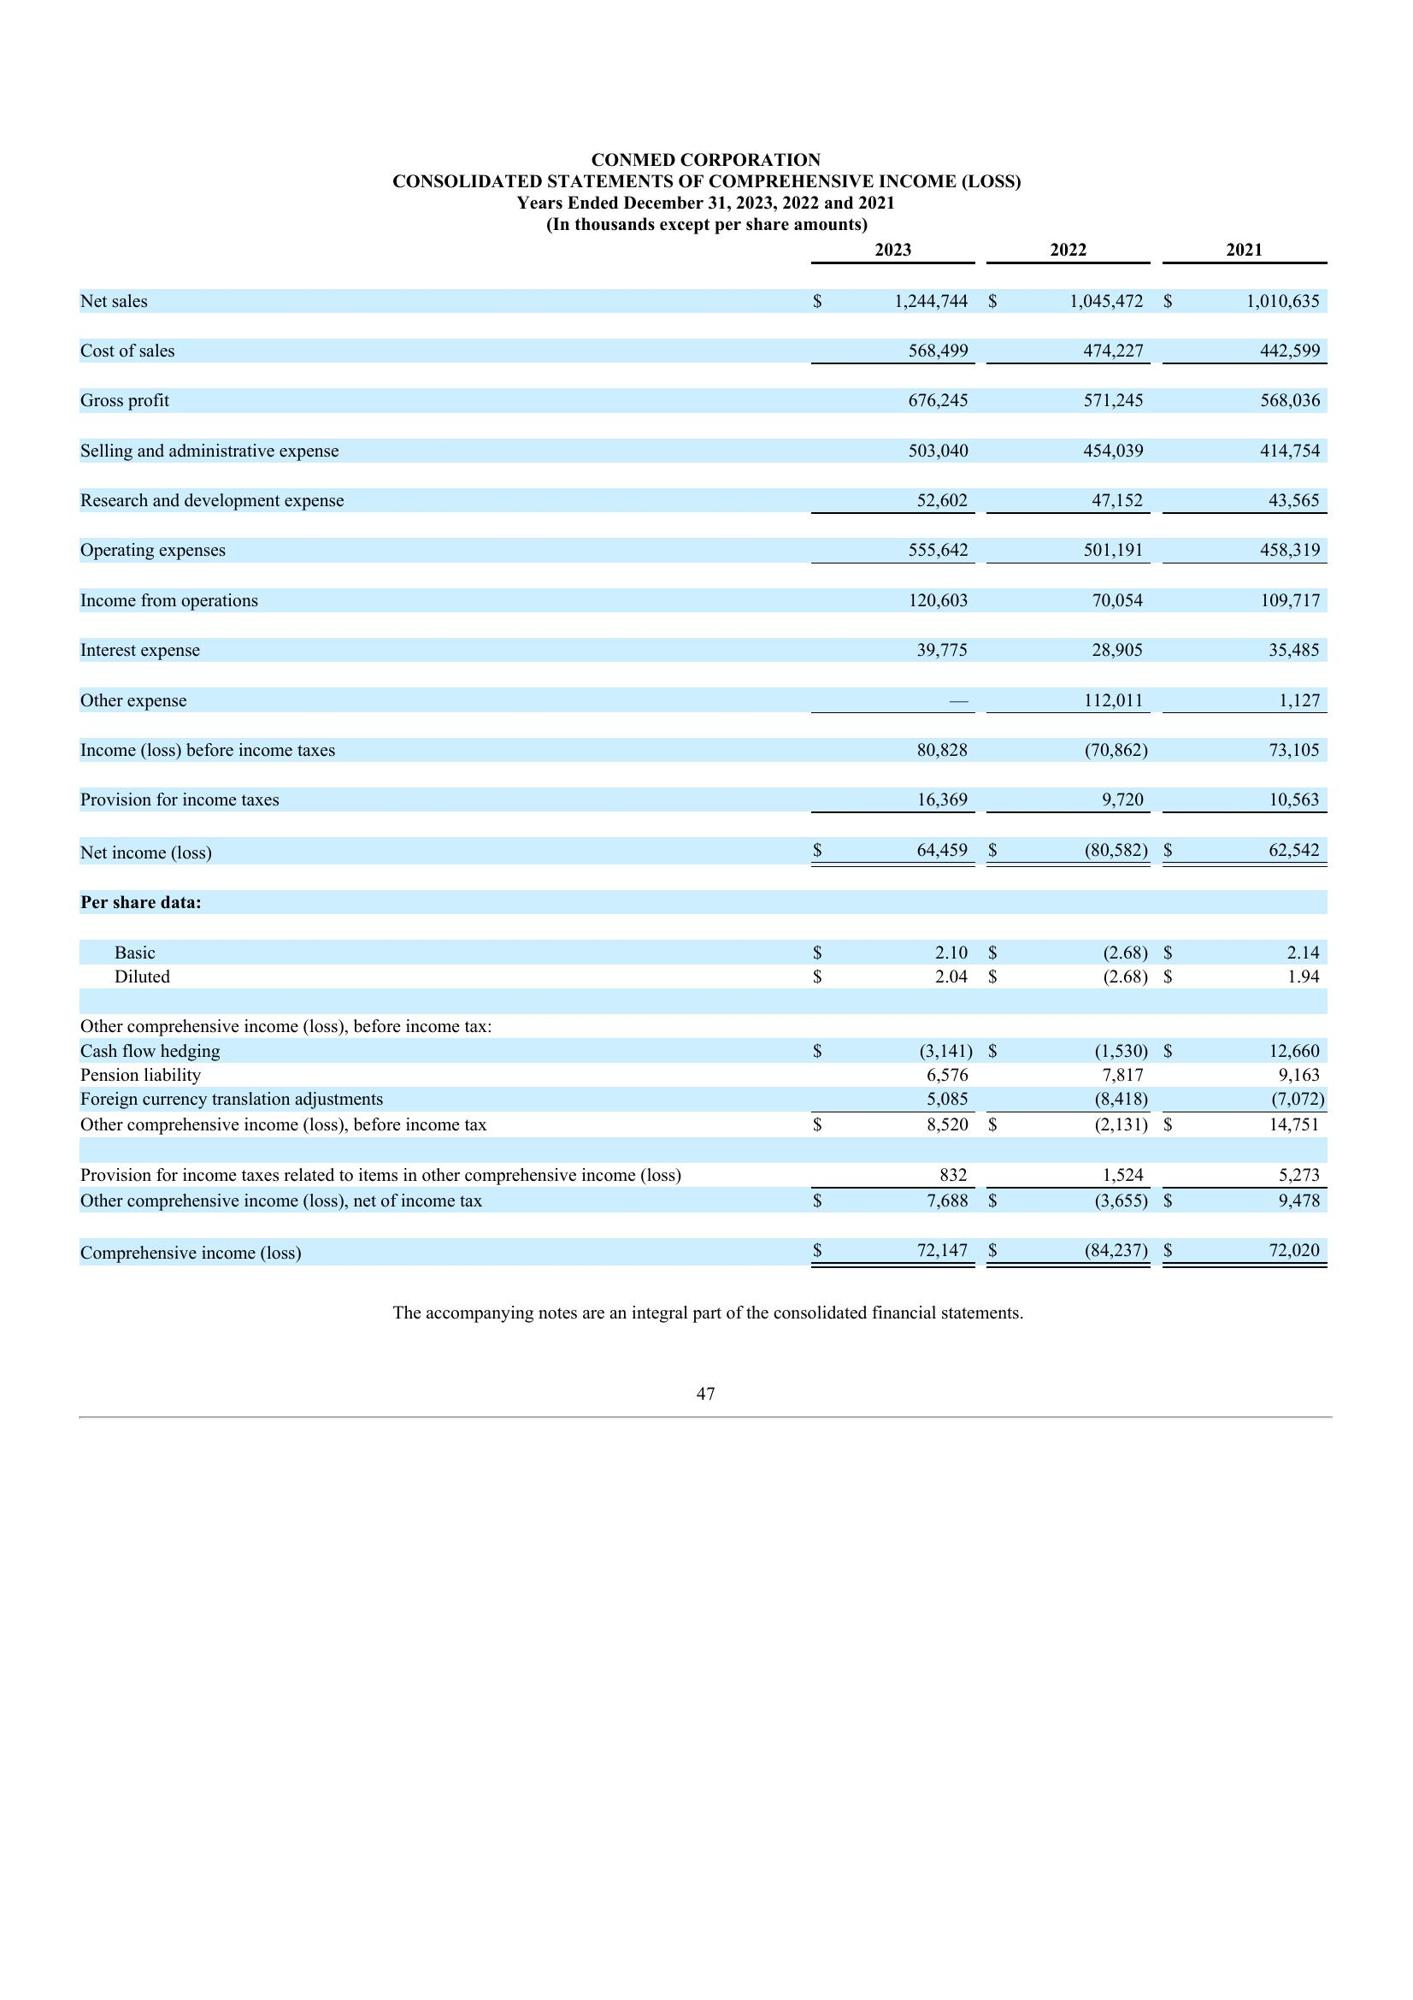 CONMED CORPORATION
CONSOLIDATED STATEMENTS OF COMPREHENSIVE INCOME (LOSS)
Years Ended December 31, 2023, 2022 and 2021
(In thousands except per share amounts)
2023 2022 2021
Net sales $ 1,244,744 $ 1,045,472 $ 1,010,635
Cost of sales 568,499 474,227 442,599
Gross profit 676,245 571,245 568,036
Selling and administrative expense 503,040 454,039 414,754
Research and development expense 52,602 47,152 43,565
Operating expenses 555,642 501,191 458,319
Income from operations 120,603 70,054 109,717
Interest expense 39,775 28,905 35,485
Other expense — 112,011 1,127
Income (loss) before income taxes 80,828 (70,862) 73,105
Provision for income taxes 16,369 9,720 10,563
Net income (loss) $ 64,459 $ (80,582) $ 62,542
Per share data:
Basic $ 2.10 $ (2.68) $ 2.14
Diluted $ 2.04 $ (2.68) $ 1.94
Other comprehensive income (loss), before income tax:
Cash flow hedging $ (3,141) $ (1,530) $ 12,660
Pension liability 6,576 7,817 9,163
Foreign currency translation adjustments 5,085 (8,418) (7,072)
Other comprehensive income (loss), before income tax $ 8,520 $ (2,131) $ 14,751
Provision for income taxes related to items in other comprehensive income (loss) 832 1,524 5,273
Other comprehensive income (loss), net of income tax $ 7,688 $ (3,655) $ 9,478
Comprehensive income (loss) $ 72,147 $ (84,237) $ 72,020
The accompanying notes are an integral part of the consolidated financial statements.
47